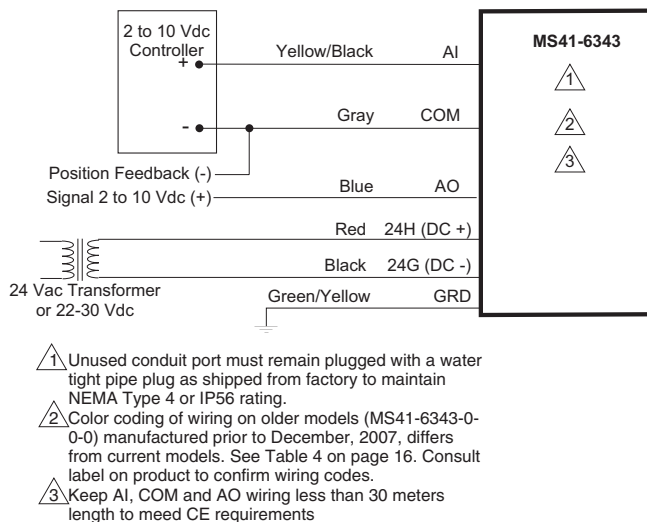 2 to 10 Vdc
Controller
+
-
Yellow/Black AI
MS41-6343
1
2
3
Gray COM
Position Feedback (-)
Signal 2 to 10 Vdc (+)
Blue AO
Red 24H (DC +)
Black 24G (DC -)
24 Vac Transformer
or 22-30 Vdc
Green/Yellow GRD
1 Unused conduit port must remain plugged with a water
tight pipe plug as shipped from factory to maintain
NEMA Type 4 or IP56 rating.
2 Color coding of wiring on older models (MS41-6343-0-
0-0) manufactured prior to December, 2007, differs
from current models. See Table 4 on page 16. Consult
label on product to confirm wiring codes.
3 Keep AI, COM and AO wiring less than 30 meters
length to meed CE requirements